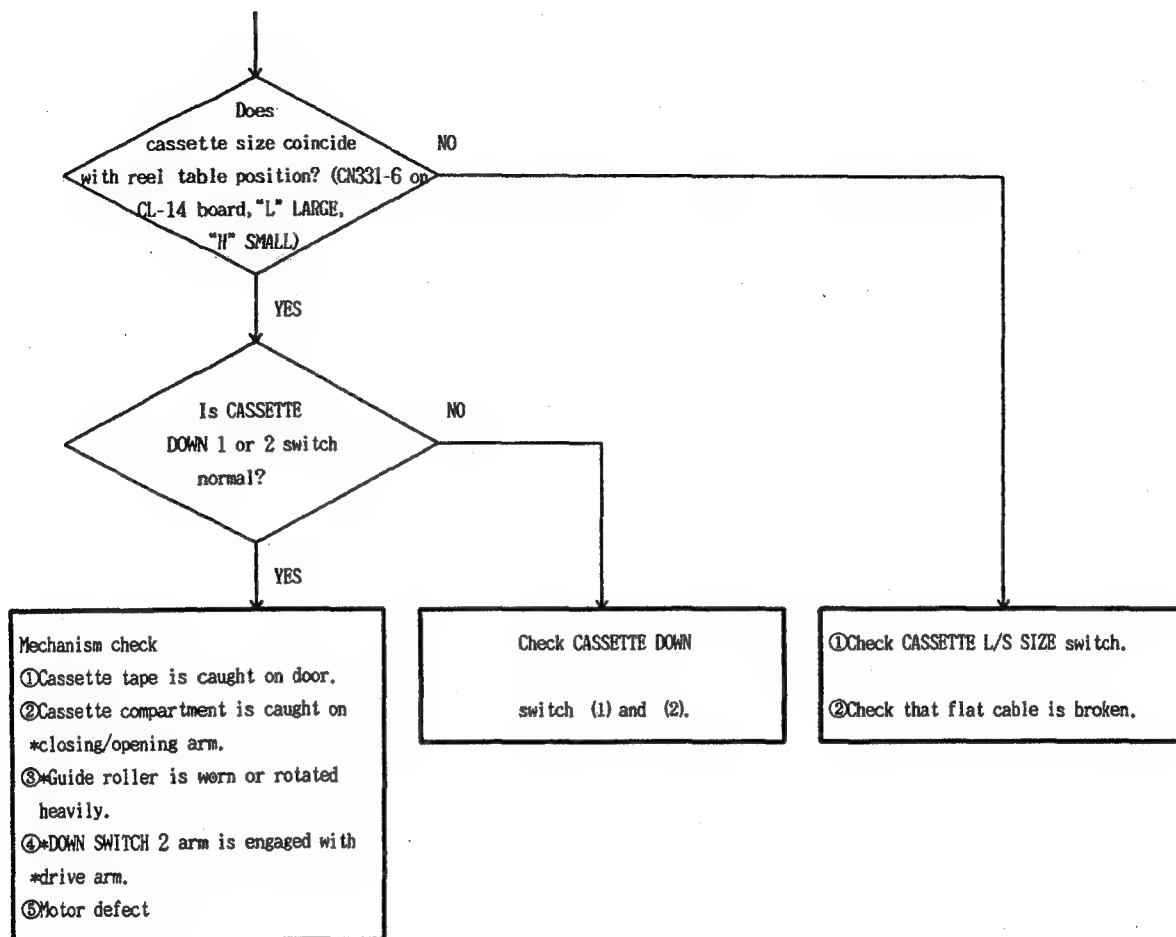 Does
cassette size coincide
with reel table position? (CN331-6 on
CL-14 board, "L" LARGE,
"H" SMALL)
NO
YES
Is CASSETTE
DOWN 1 or 2 switch
normal?
NO
YES
Mechanism check
①Cassette tape is caught on door.
②Cassette compartment is caught on
*closing/opening arm.
③*Guide roller is worn or rotated
heavily.
④*DOWN SWITCH 2 arm is engaged with
*drive arm.
⑤Motor defect
Check CASSETTE DOWN
switch (1) and (2).
①Check CASSETTE L/S SIZE switch.
②Check that flat cable is broken.